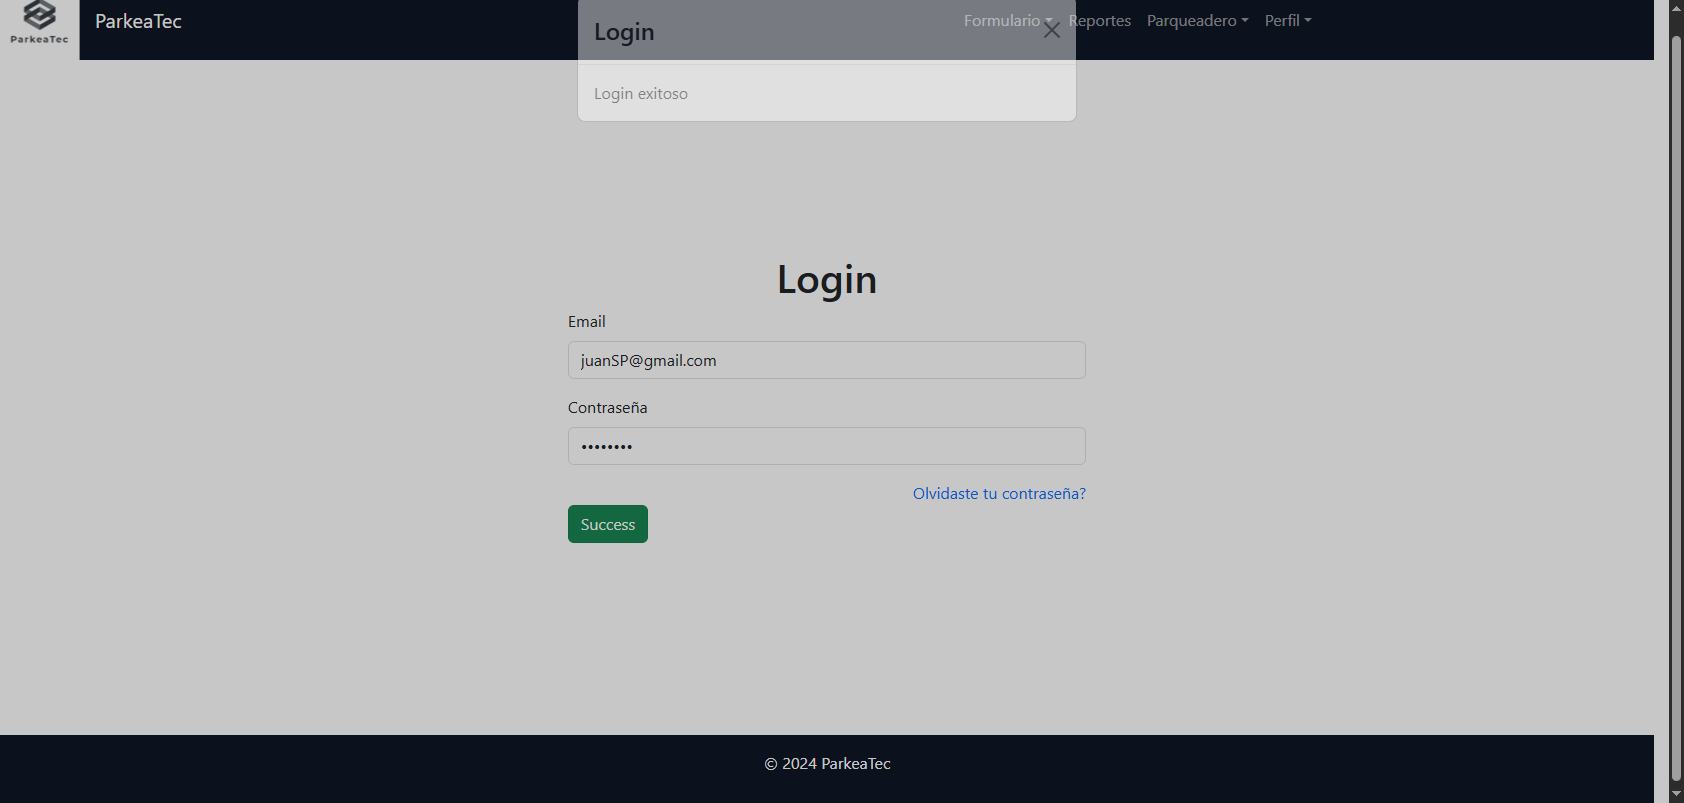 ParkeaTec
ParkeaTec
Formulario Reportes Parqueadero Perfil
Login
Login exitoso
Login
Email
juanSP@gmail.com
Contraseña
••••••••
Olvidaste tu contraseña?
Success
© 2024 ParkeaTec